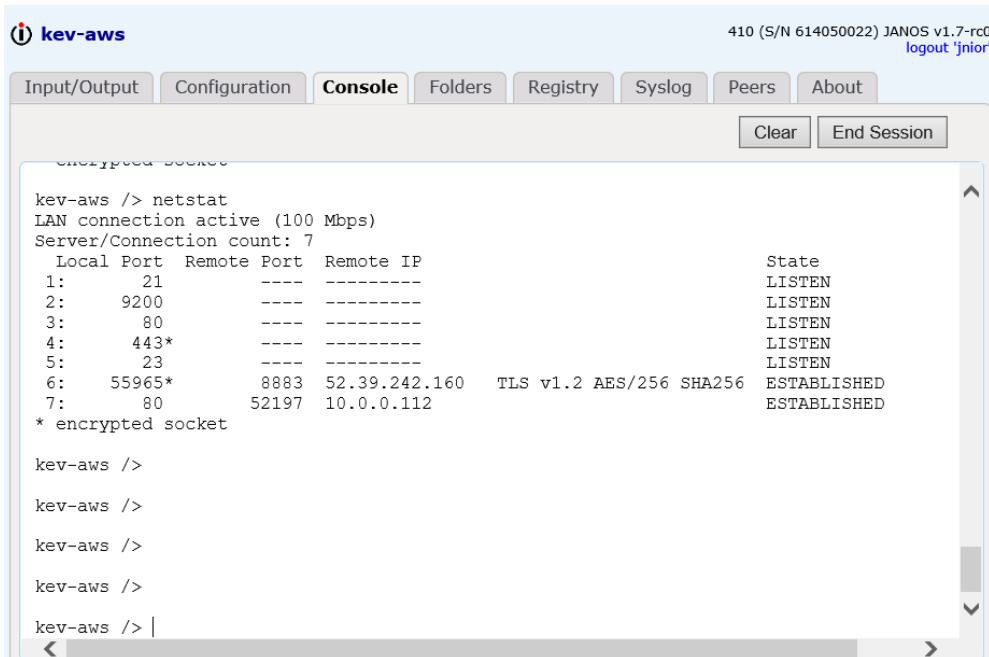 kev-aws
410 (S/N 614050022) JANOS v1.7-rc0
logout 'jnior'
Input/Output Configuration Console Folders Registry Syslog Peers About
Clear End Session
encrypted socket
kev-aws /> netstat
LAN connection active (100 Mbps)
Server/Connection count: 7
Local Port Remote Port Remote IP State
1: 21 ---- --------- LISTEN
2: 9200 ---- --------- LISTEN
3: 80 ---- --------- LISTEN
4: 443* ---- --------- LISTEN
5: 23 ---- --------- LISTEN
6: 55965* 8883 52.39.242.160 TLS v1.2 AES/256 SHA256 ESTABLISHED
7: 80 52197 10.0.0.112 ESTABLISHED
* encrypted socket
kev-aws />
kev-aws />
kev-aws />
kev-aws />
kev-aws />